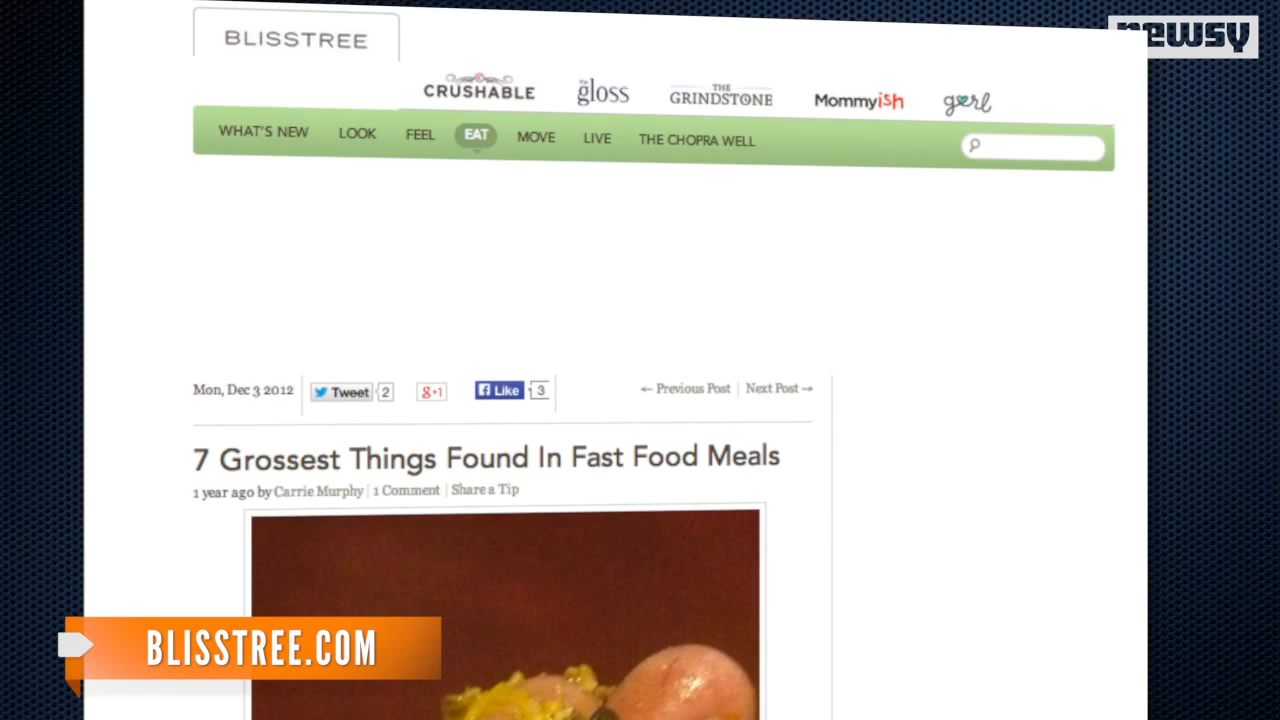 newsy
BLISSTREE
CRUSHABLE
the gloss
THE GRINDSTONE
Mommyish
gurl
WHAT'S NEW LOOK FEEL EAT MOVE LIVE THE CHOPRA WELL
Mon, Dec 3 2012 Tweet 2 g+1 Like 3 ← Previous Post | Next Post →
7 Grossest Things Found In Fast Food Meals
1 year ago by Carrie Murphy | 1 Comment | Share a Tip
BLISSTREE.COM